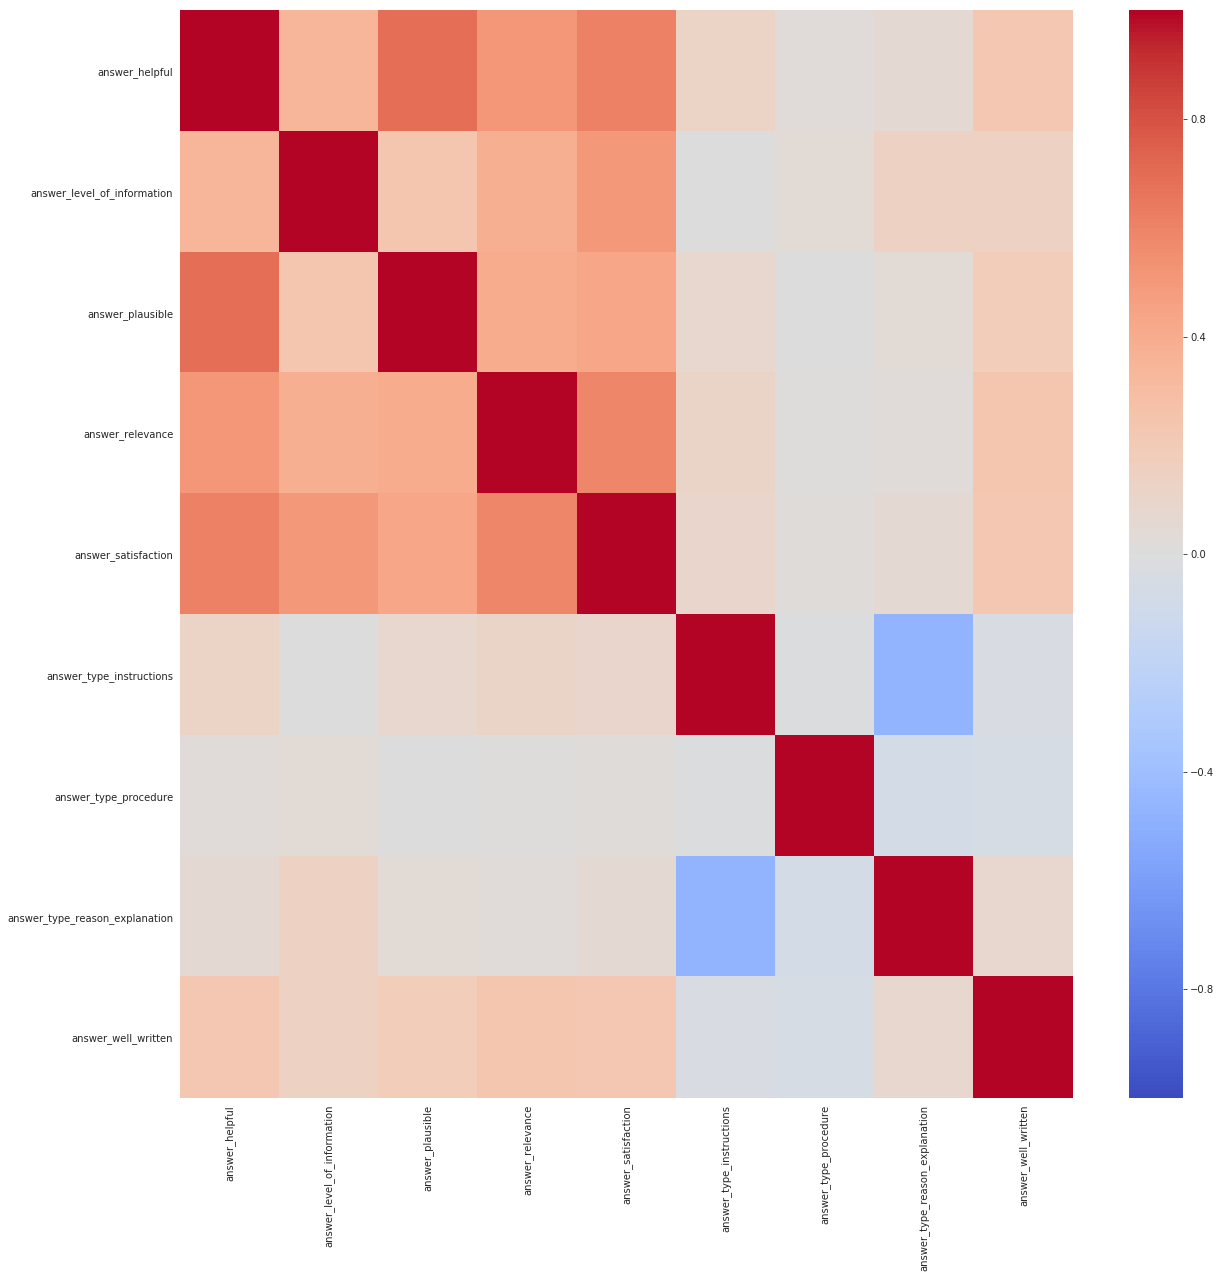 answer_helpful
answer_level_of_information
answer_plausible
answer_relevance
answer_satisfaction
answer_type_instructions
answer_type_procedure
answer_type_reason_explanation
answer_well_written
0.8
0.4
0.0
−0.4
−0.8
answer_helpful
answer_level_of_information
answer_plausible
answer_relevance
answer_satisfaction
answer_type_instructions
answer_type_procedure
answer_type_reason_explanation
answer_well_written